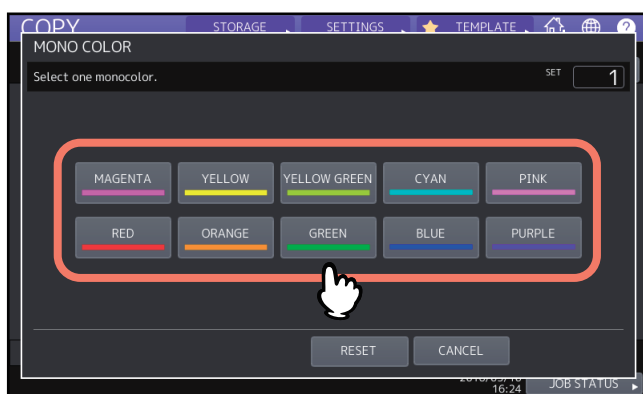 COPY STORAGE SETTINGS TEMPLATE ?
MONO COLOR
Select one monocolor. SET 1
MAGENTA YELLOW YELLOW GREEN CYAN PINK
RED ORANGE GREEN BLUE PURPLE
RESET CANCEL
16:24 JOB STATUS